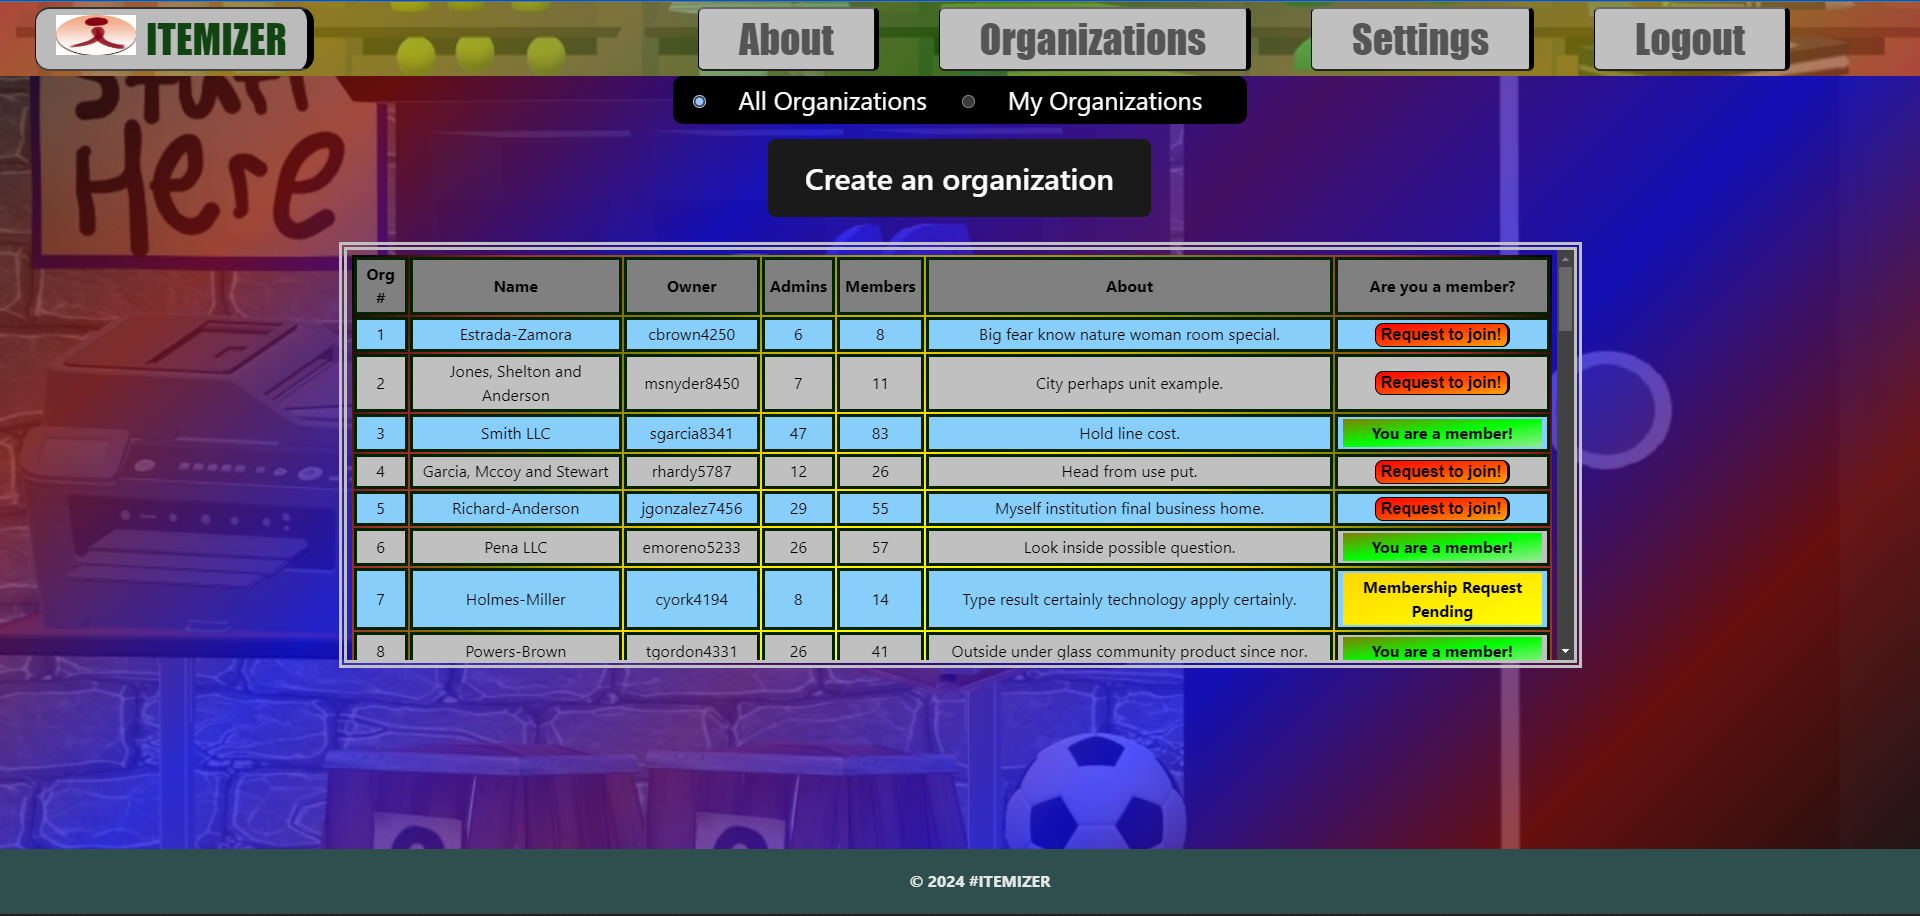 ITEMIZER
About
Organizations
Settings
Logout
Stuff
Here
All Organizations
My Organizations
Create an organization
Org # Name Owner Admins Members About Are you a member?
1 Estrada-Zamora cbrown4250 6 8 Big fear know nature woman room special. Request to join!
2 Jones, Shelton and Anderson msnyder8450 7 11 City perhaps unit example. Request to join!
3 Smith LLC sgarcia8341 47 83 Hold line cost. You are a member!
4 Garcia, Mccoy and Stewart rhardy5787 12 26 Head from use put. Request to join!
5 Richard-Anderson jgonzalez7456 29 55 Myself institution final business home. Request to join!
6 Pena LLC emoreno5233 26 57 Look inside possible question. You are a member!
7 Holmes-Miller cyork4194 8 14 Type result certainly technology apply certainly. Membership Request Pending
8 Powers-Brown tgordon4331 26 41 Outside under glass community product since nor. You are a member!
© 2024 #ITEMIZER